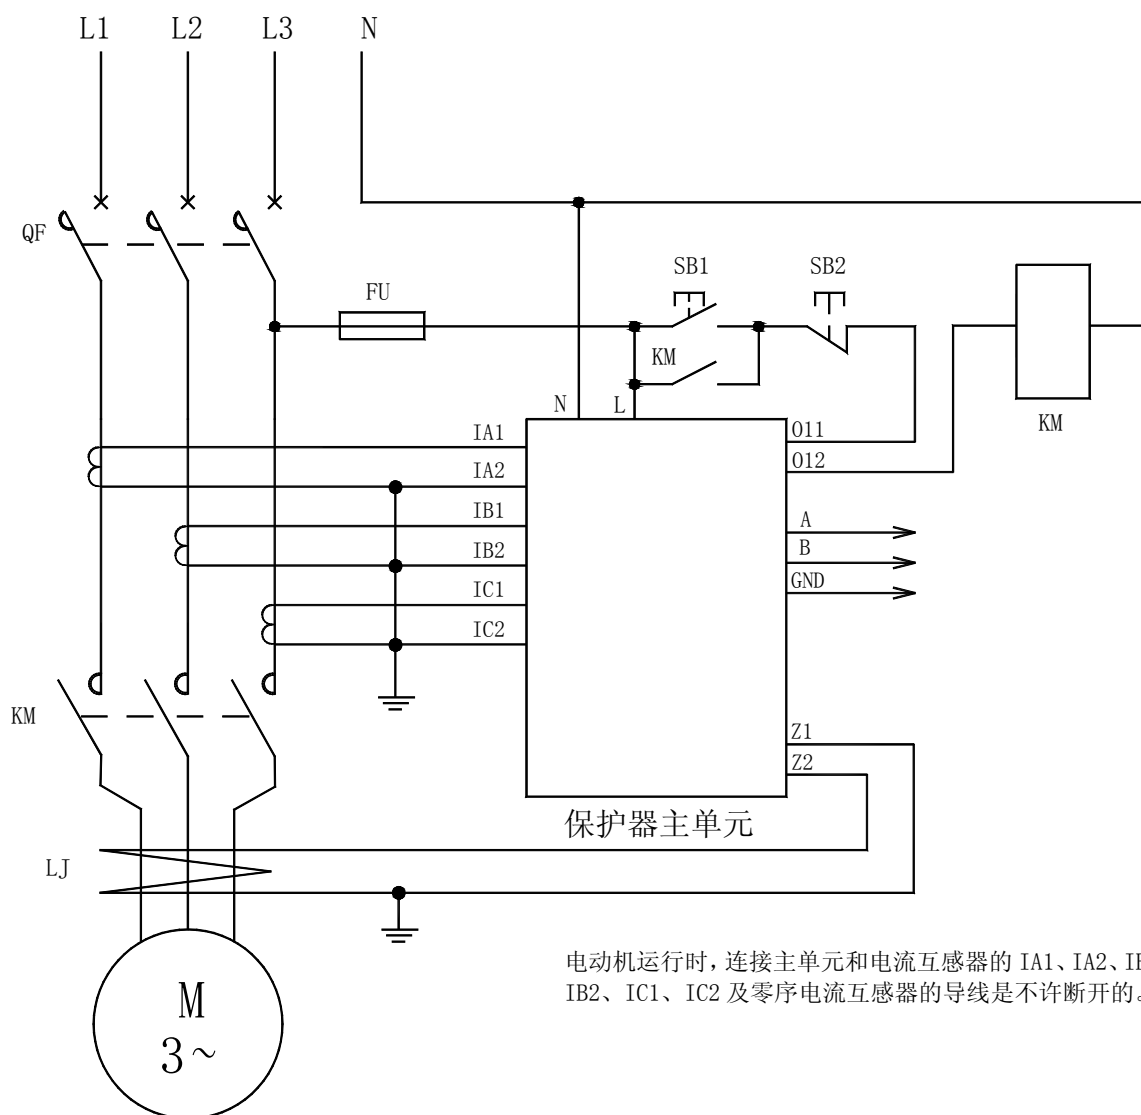 L1 L2 L3 N
QF
SB1 SB2
FU
KM
N L
KM
IA1
O11
IA2
O12
IB1
A
IB2
B
IC1
GND
IC2
KM
Z1
Z2
保护器主单元
LJ
电动机运行时,连接主单元和电流互感器的 IA1、IA2、
IB2、IC1、IC2 及零序电流互感器的导线是不许断开的。
M
3~